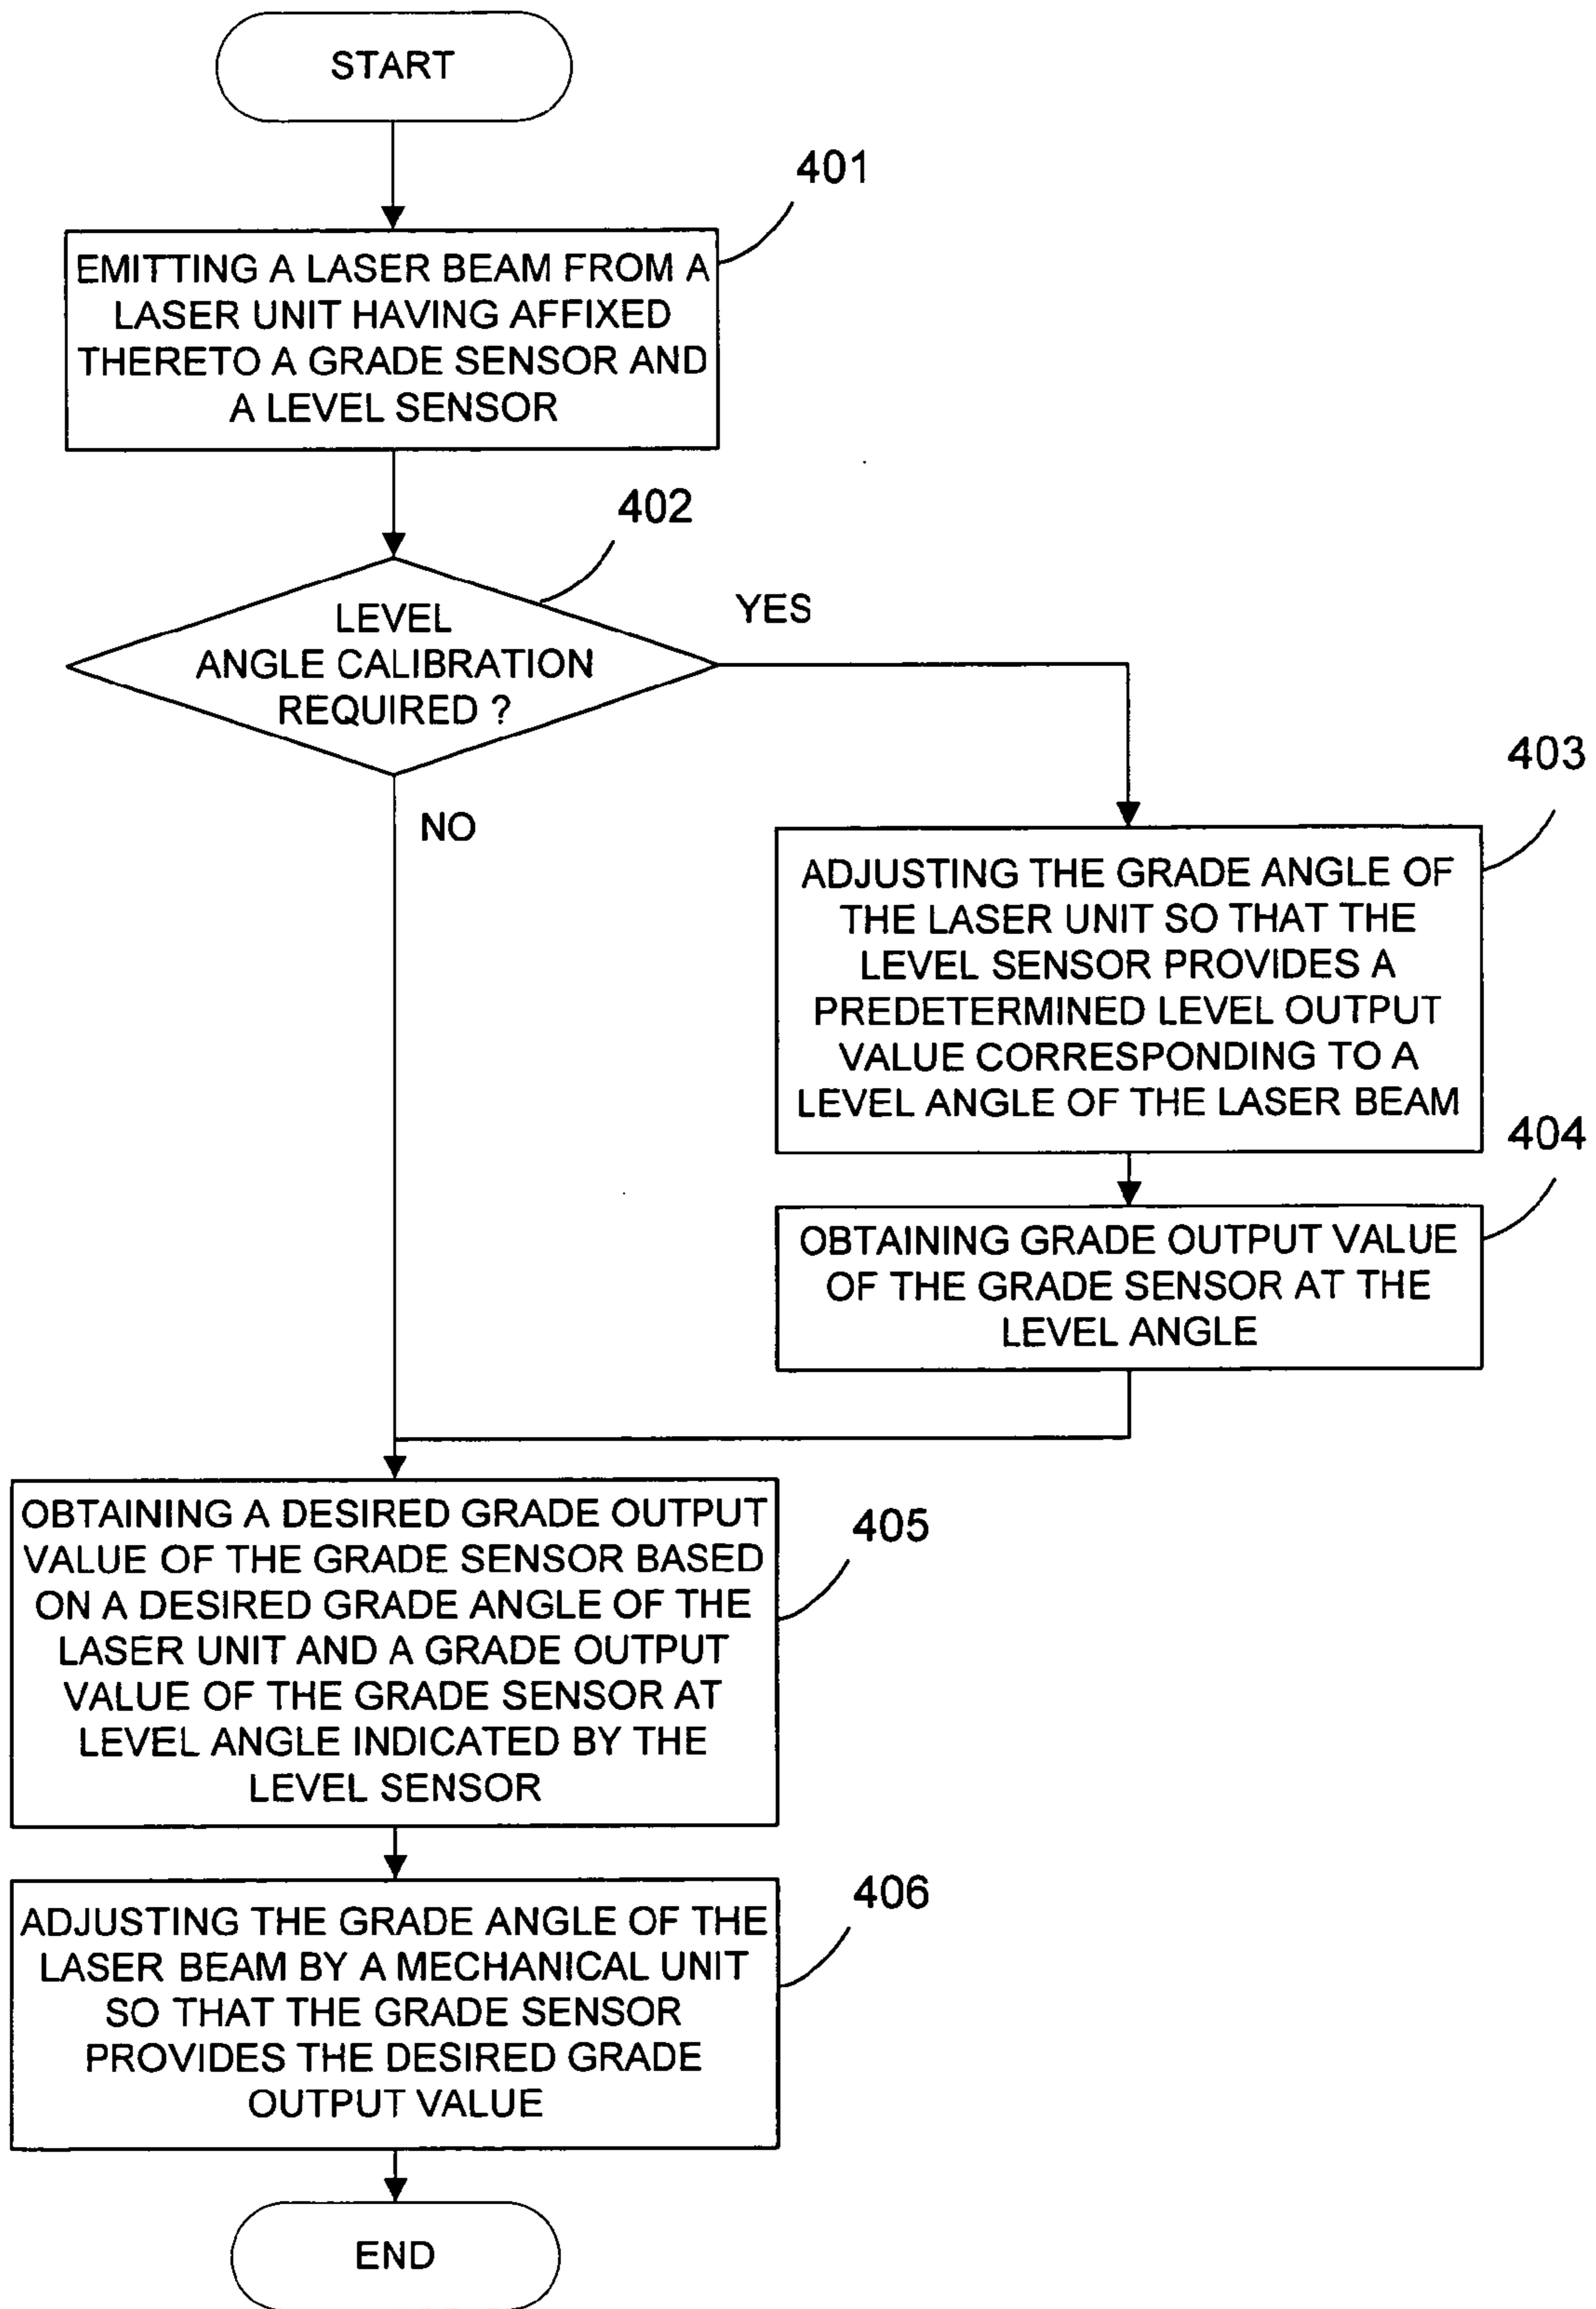 START
401
EMITTING A LASER BEAM FROM A
LASER UNIT HAVING AFFIXED
THERETO A GRADE SENSOR AND
A LEVEL SENSOR
402
LEVEL
ANGLE CALIBRATION
REQUIRED ?
YES
NO
403
ADJUSTING THE GRADE ANGLE OF
THE LASER UNIT SO THAT THE
LEVEL SENSOR PROVIDES A
PREDETERMINED LEVEL OUTPUT
VALUE CORRESPONDING TO A
LEVEL ANGLE OF THE LASER BEAM
404
OBTAINING GRADE OUTPUT VALUE
OF THE GRADE SENSOR AT THE
LEVEL ANGLE
405
OBTAINING A DESIRED GRADE OUTPUT
VALUE OF THE GRADE SENSOR BASED
ON A DESIRED GRADE ANGLE OF THE
LASER UNIT AND A GRADE OUTPUT
VALUE OF THE GRADE SENSOR AT
LEVEL ANGLE INDICATED BY THE
LEVEL SENSOR
406
ADJUSTING THE GRADE ANGLE OF THE
LASER BEAM BY A MECHANICAL UNIT
SO THAT THE GRADE SENSOR
PROVIDES THE DESIRED GRADE
OUTPUT VALUE
END